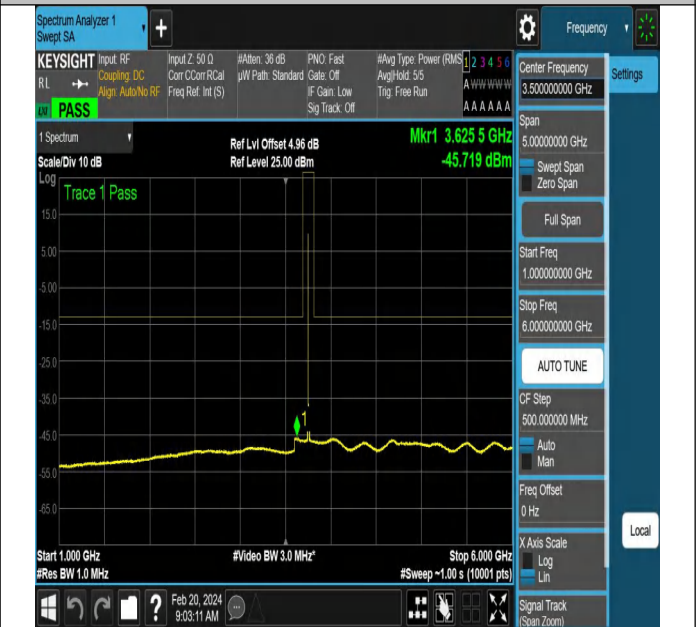 Spectrum Analyzer 1
Swept SA
Frequency
KEYSIGHT
RL
PASS
Input: RF
Coupling: DC
Align: Auto/No RF
Input Z: 50 Ω
Corr CCorr RCal
Freq Ref: Int (S)
#Atten: 36 dB
µW Path: Standard
PNO: Fast
Gate: Off
IF Gain: Low
Sig Track: Off
#Avg Type: Power (RMS
Avg|Hold: 5/5
Trig: Free Run
1 2 3 4 5 6
A W W W W W
A A A A A A
1 Spectrum
Scale/Div 10 dB
Ref Lvl Offset 4.96 dB
Ref Level 25.00 dBm
Mkr1 3.625 5 GHz
-45.719 dBm
Log
Trace 1 Pass
15.0
5.00
-5.00
-15.0
-25.0
-35.0
-45.0
-55.0
-65.0
1
Start 1.000 GHz
#Res BW 1.0 MHz
#Video BW 3.0 MHz*
Stop 6.000 GHz
#Sweep ~1.00 s (10001 pts)
Feb 20, 2024
9:03:11 AM
?
Center Frequency
3.500000000 GHz
Settings
Span
5.00000000 GHz
Swept Span
Zero Span
Full Span
Start Freq
1.000000000 GHz
Stop Freq
6.000000000 GHz
AUTO TUNE
CF Step
500.000000 MHz
Auto
Man
Freq Offset
0 Hz
X Axis Scale
Log
Lin
Local
Signal Track
(Span Zoom)